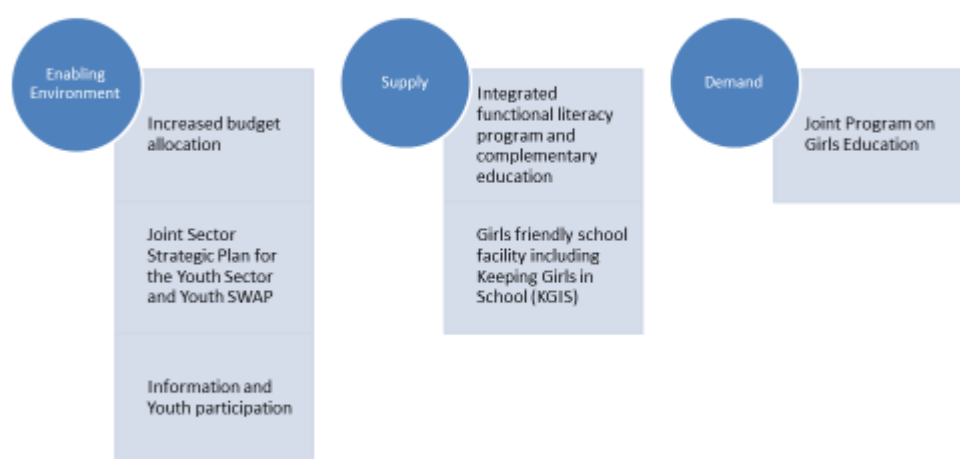 Enabling
Environment
Increased budget
allocation
Joint Sector
Strategic Plan for
the Youth Sector
and Youth SWAP
Information and
Youth participation
Supply
Integrated
functional literacy
program and
complementary
education
Girls friendly school
facility including
Keeping Girls in
School (KGIS)
Demand
Joint Program on
Girls Education